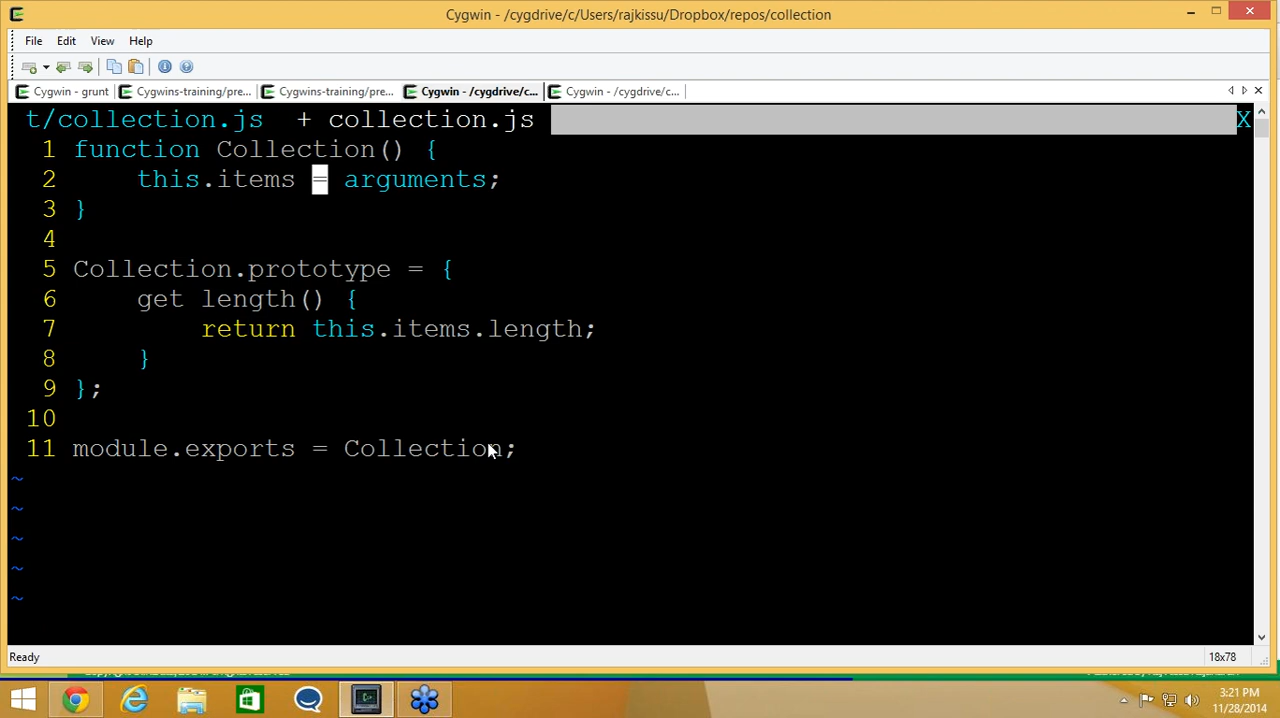 Cygwin - /cygdrive/c/Users/rajkissu/Dropbox/repos/collection
File Edit View Help
Cygwin - grunt
Cygwins-training/pre...
Cygwins-training/pre...
Cygwin - /cygdrive/c...
Cygwin - /cygdrive/c...
t/collection.js + collection.js X
1 function Collection() {
2 this.items = arguments;
3 }
4
5 Collection.prototype = {
6 get length() {
7 return this.items.length;
8 }
9 };
10
11 module.exports = Collection;
~
~
~
~
~
Ready 18x78
3:21 PM
11/28/2014